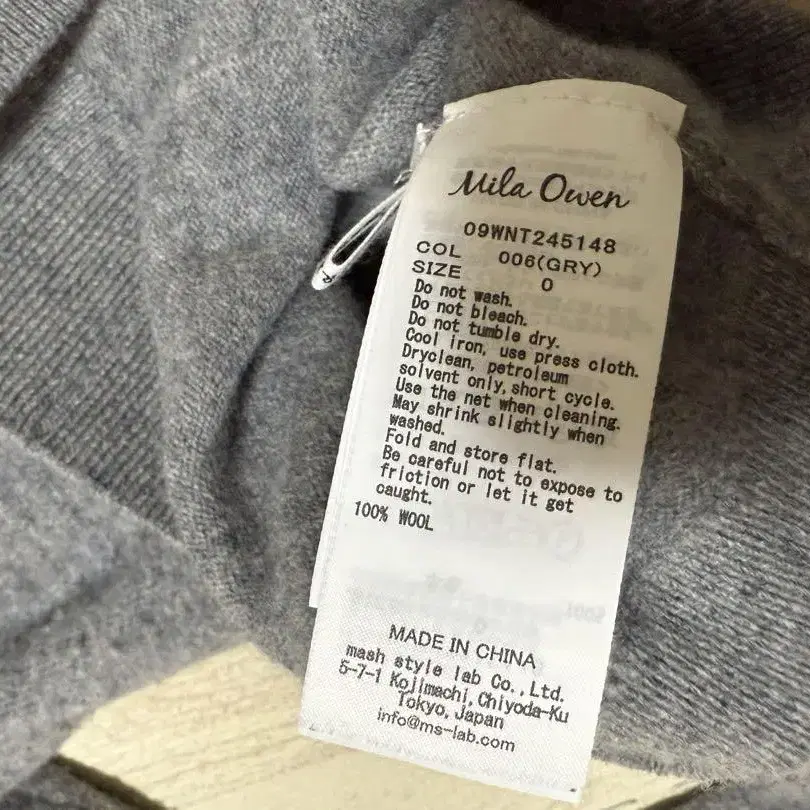 Mila Owen
09WNT245148
COL 006(GRY)
SIZE 0
Do not wash.
Do not bleach.
Do not tumble dry.
Cool iron, use press cloth.
Dryclean, petroleum
solvent only, short cycle.
Use the net when cleaning.
May shrink slightly when
washed.
Fold and store flat.
Be careful not to expose to
friction or let it get
caught.
100% WOOL
MADE IN CHINA
mash style lab Co.,Ltd.
5-7-1 Kojimachi,Chiyoda-Ku
Tokyo,Japan
info@ms-lab.com